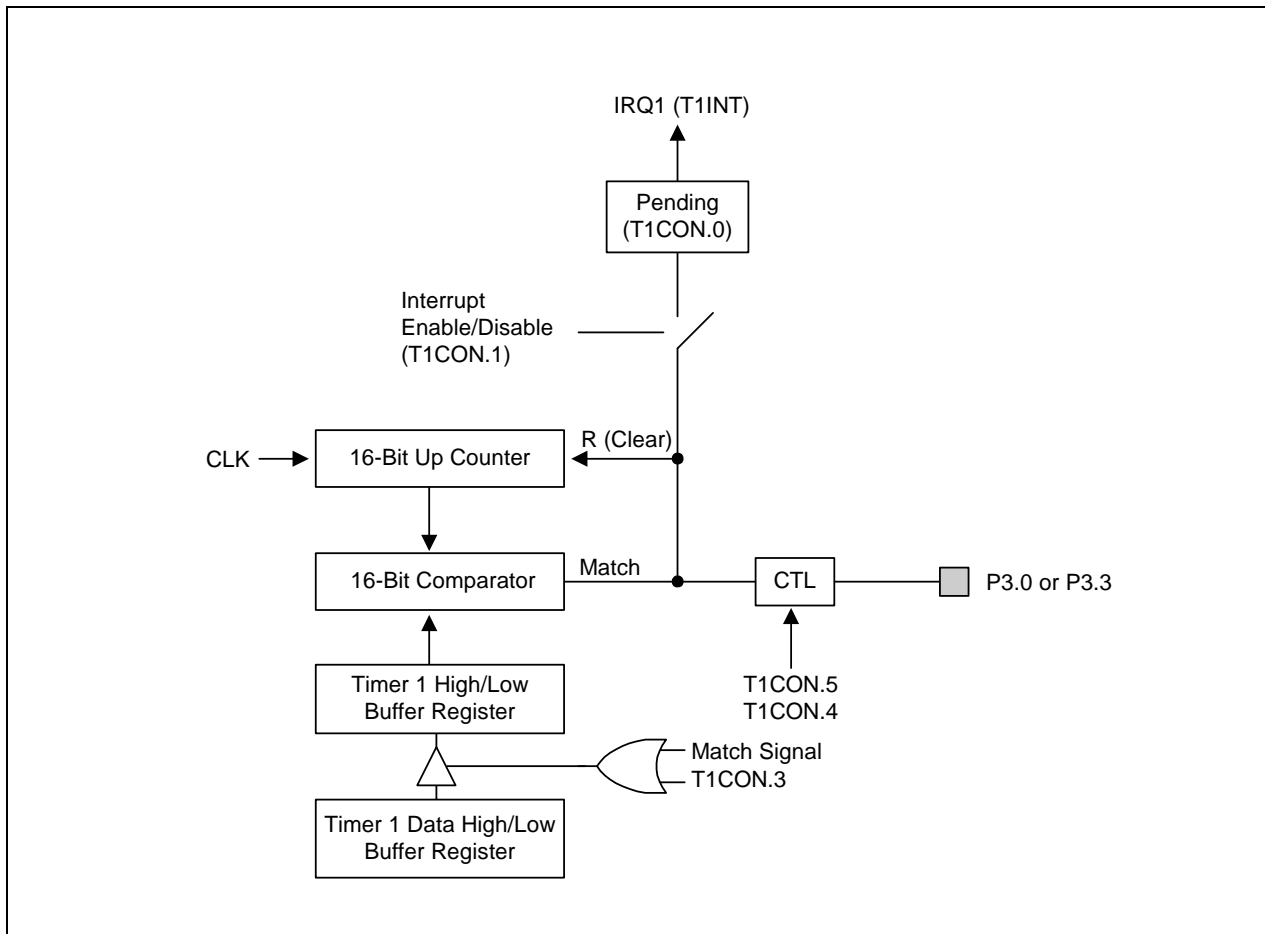 IRQ1 (T1INT)
Pending
(T1CON.0)
Interrupt
Enable/Disable
(T1CON.1)
R (Clear)
CLK
16-Bit Up Counter
16-Bit Comparator
Match
CTL
P3.0 or P3.3
Timer 1 High/Low
Buffer Register
T1CON.5
T1CON.4
Match Signal
T1CON.3
Timer 1 Data High/Low
Buffer Register